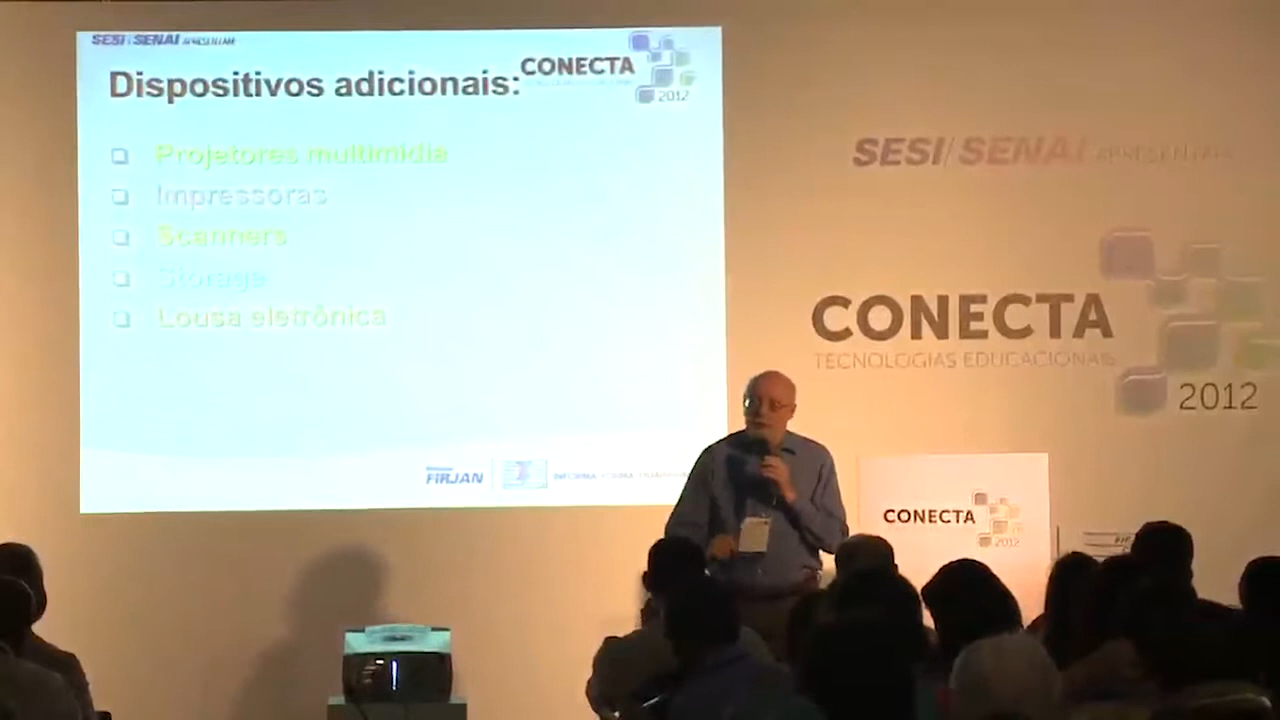 SESI SENAI APRESENTAM
Dispositivos adicionais:
CONECTA
2012
Projetores multimídia
Impressoras
Scanners
Storage
Lousa eletrônica
FIRJAN
SESI/SENAI APRESENTAM
CONECTA
TECNOLOGIAS EDUCACIONAIS
2012
CONECTA
2012